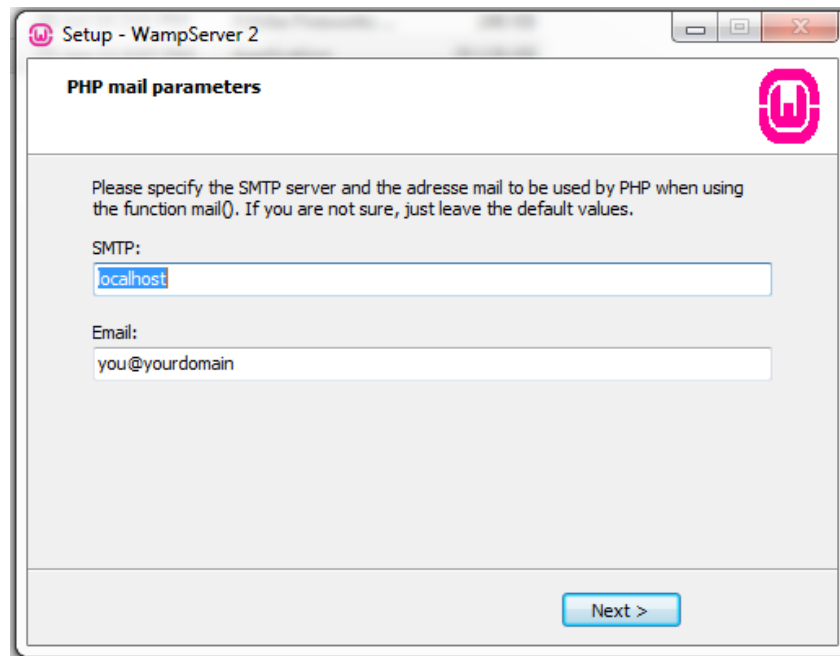 Setup - WampServer 2
PHP mail parameters
Please specify the SMTP server and the adresse mail to be used by PHP when using
the function mail(). If you are not sure, just leave the default values.
SMTP:
localhost
Email:
you@yourdomain
Next >